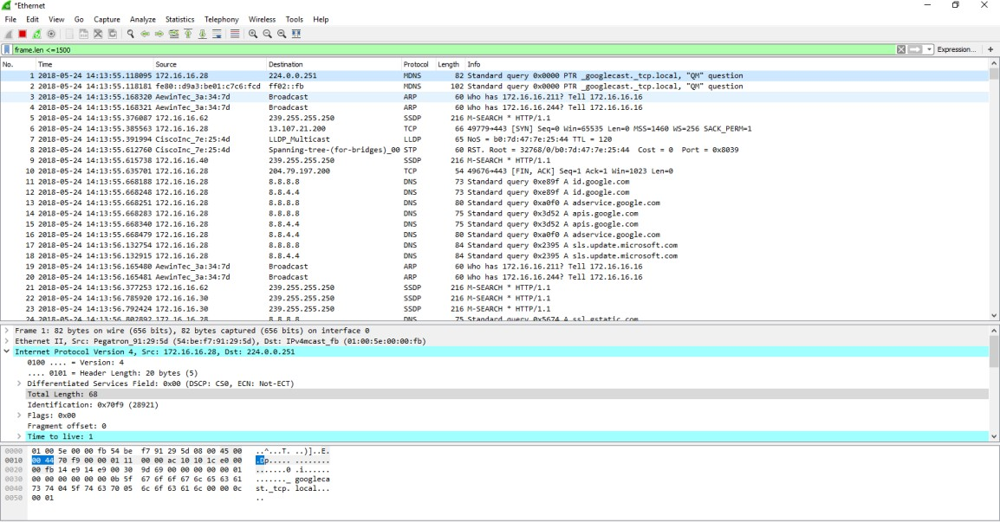 *Ethernet
File Edit View Go Capture Analyze Statistics Telephony Wireless Tools Help
frame.len <=1500 Expression... +
No. Time Source Destination Protocol Length Info
1 2018-05-24 14:13:55.118095 172.16.16.28 224.0.0.251 MDNS 82 Standard query 0x0000 PTR _googlecast._tcp.local, "QM" question
2 2018-05-24 14:13:55.118181 fe80::d9a3:be01:c7c6:fcd ff02::fb MDNS 102 Standard query 0x0000 PTR _googlecast._tcp.local, "QM" question
3 2018-05-24 14:13:55.168320 AewinTec_3a:34:7d Broadcast ARP 60 Who has 172.16.16.211? Tell 172.16.16.16
4 2018-05-24 14:13:55.168321 AewinTec_3a:34:7d Broadcast ARP 60 Who has 172.16.16.244? Tell 172.16.16.16
5 2018-05-24 14:13:55.376087 172.16.16.62 239.255.255.250 SSDP 216 M-SEARCH * HTTP/1.1
6 2018-05-24 14:13:55.385563 172.16.16.28 13.107.21.200 TCP 66 49779→443 [SYN] Seq=0 Win=65535 Len=0 MSS=1460 WS=256 SACK_PERM=1
7 2018-05-24 14:13:55.391994 CiscoInc_7e:25:4d LLDP_Multicast LLDP 65 NoS = b0:7d:47:7e:25:44 TTL = 120
8 2018-05-24 14:13:55.612760 CiscoInc_7e:25:4d Spanning-tree-(for-bridges)_00 STP 60 RST. Root = 32768/0/b0:7d:47:7e:25:44 Cost = 0 Port = 0x8039
9 2018-05-24 14:13:55.615738 172.16.16.40 239.255.255.250 SSDP 216 M-SEARCH * HTTP/1.1
10 2018-05-24 14:13:55.635701 172.16.16.28 204.79.197.200 TCP 54 49676→443 [FIN, ACK] Seq=1 Ack=1 Win=1023 Len=0
11 2018-05-24 14:13:55.668188 172.16.16.28 8.8.8.8 DNS 73 Standard query 0xe89f A id.google.com
12 2018-05-24 14:13:55.668248 172.16.16.28 8.8.4.4 DNS 73 Standard query 0xe89f A id.google.com
13 2018-05-24 14:13:55.668251 172.16.16.28 8.8.8.8 DNS 80 Standard query 0xa0f0 A adservice.google.com
14 2018-05-24 14:13:55.668283 172.16.16.28 8.8.8.8 DNS 75 Standard query 0x3d52 A apis.google.com
15 2018-05-24 14:13:55.668340 172.16.16.28 8.8.4.4 DNS 75 Standard query 0x3d52 A apis.google.com
16 2018-05-24 14:13:55.668479 172.16.16.28 8.8.4.4 DNS 80 Standard query 0xa0f0 A adservice.google.com
17 2018-05-24 14:13:56.132754 172.16.16.28 8.8.8.8 DNS 84 Standard query 0x2395 A sls.update.microsoft.com
18 2018-05-24 14:13:56.132915 172.16.16.28 8.8.4.4 DNS 84 Standard query 0x2395 A sls.update.microsoft.com
19 2018-05-24 14:13:56.165480 AewinTec_3a:34:7d Broadcast ARP 60 Who has 172.16.16.211? Tell 172.16.16.16
20 2018-05-24 14:13:56.165481 AewinTec_3a:34:7d Broadcast ARP 60 Who has 172.16.16.244? Tell 172.16.16.16
21 2018-05-24 14:13:56.377253 172.16.16.62 239.255.255.250 SSDP 216 M-SEARCH * HTTP/1.1
22 2018-05-24 14:13:56.785920 172.16.16.30 239.255.255.250 SSDP 216 M-SEARCH * HTTP/1.1
23 2018-05-24 14:13:56.792424 172.16.16.30 239.255.255.250 SSDP 216 M-SEARCH * HTTP/1.1
24 2018-05-24 14:13:56.802892 172.16.16.28 8.8.8.8 DNS 75 Standard query 0x5674 A ssl.gstatic.com
Frame 1: 82 bytes on wire (656 bits), 82 bytes captured (656 bits) on interface 0
Ethernet II, Src: Pegatron_91:29:5d (54:be:f7:91:29:5d), Dst: IPv4mcast_fb (01:00:5e:00:00:fb)
Internet Protocol Version 4, Src: 172.16.16.28, Dst: 224.0.0.251
0100 .... = Version: 4
.... 0101 = Header Length: 20 bytes (5)
Differentiated Services Field: 0x00 (DSCP: CS0, ECN: Not-ECT)
Total Length: 68
Identification: 0x70f9 (28921)
Flags: 0x00
Fragment offset: 0
Time to live: 1
0000 01 00 5e 00 00 fb 54 be f7 91 29 5d 08 00 45 00 ..^...T. ..)]..E.
0010 00 44 70 f9 00 00 01 11 00 00 ac 10 10 1c e0 00 .Dp..... ........
0020 00 fb 14 e9 14 e9 00 30 9d 69 00 00 00 00 00 01 .......0 .i......
0030 00 00 00 00 00 00 0b 5f 67 6f 6f 67 6c 65 63 61 ......._ googleca
0040 73 74 04 5f 74 63 70 05 6c 6f 63 61 6c 00 00 0c st._tcp. local...
0050 00 01 ..